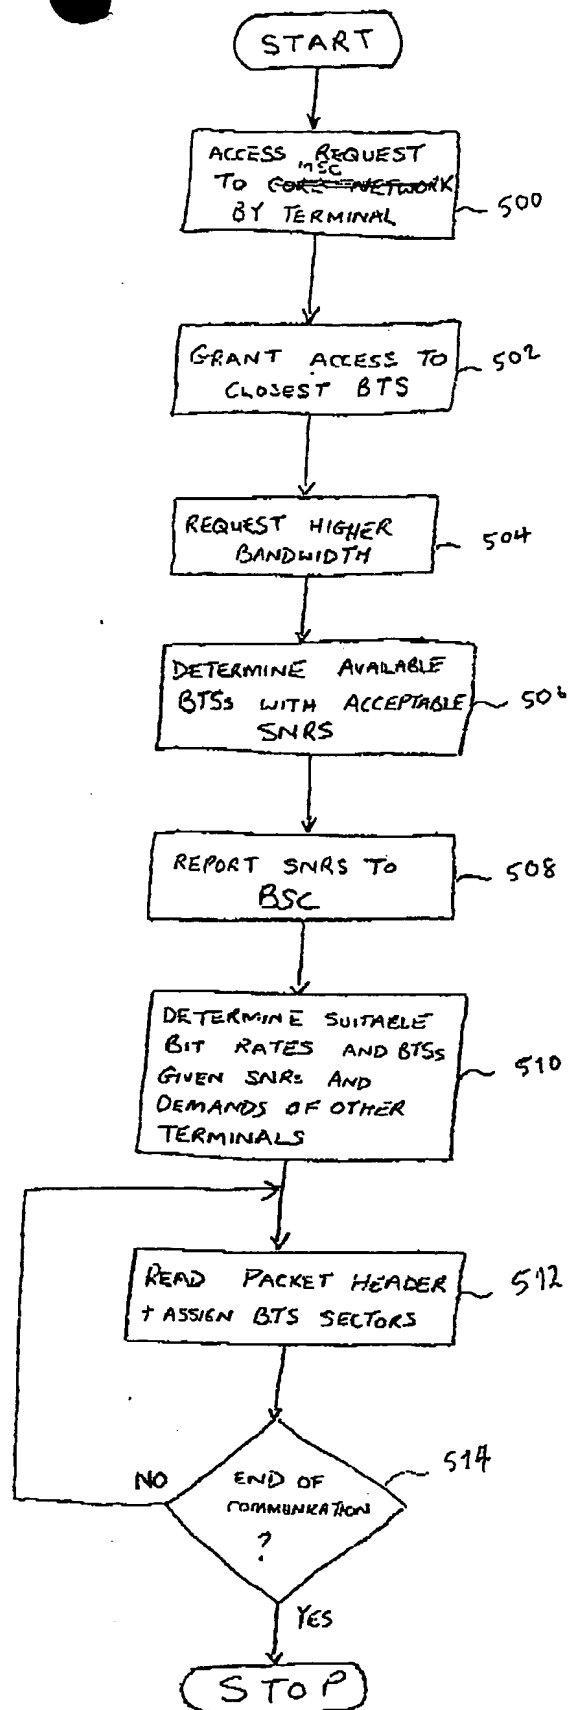 START
ACCESS REQUEST
MSC
TO CORE NETWORK
BY TERMINAL
500
GRANT ACCESS TO
CLOSEST BTS
502
REQUEST HIGHER
BANDWIDTH
504
DETERMINE AVAILABLE
BTSs WITH ACCEPTABLE
SNRS
506
REPORT SNRS TO
BSC
508
DETERMINE SUITABLE
BIT RATES AND BTSs
GIVEN SNRs AND
DEMANDS OF OTHER
TERMINALS
510
READ PACKET HEADER
+ ASSIGN BTS SECTORS
512
END OF
COMMUNICATION
?
514
NO
YES
STOP